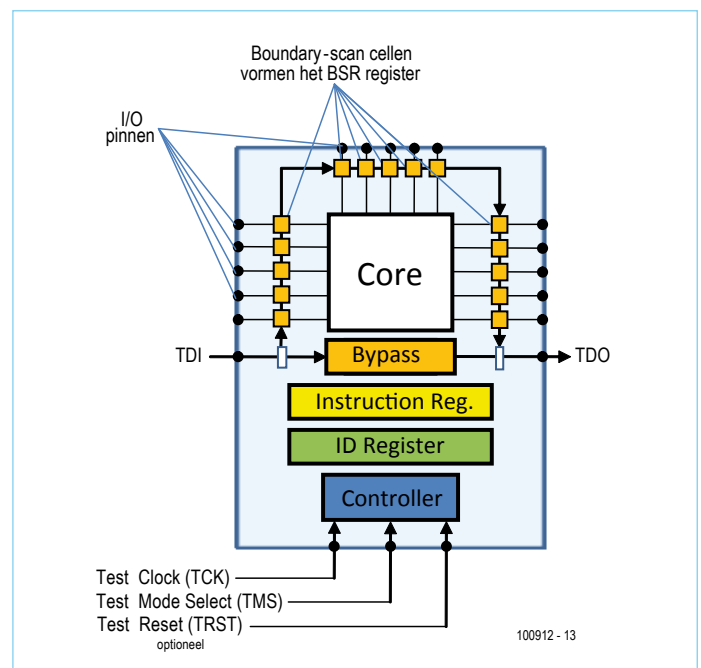 Boundary-scan cellen
vormen het BSR register
I/O
pinnen
Core
TDI
Bypass
TDO
Instruction Reg.
ID Register
Controller
Test Clock (TCK)
Test Mode Select (TMS)
Test Reset (TRST)
optioneel
100912 - 13